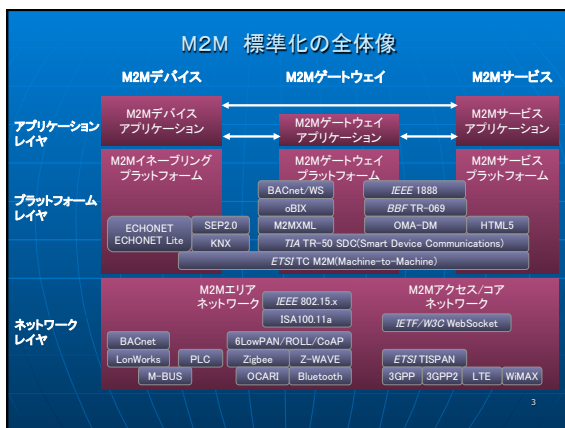 M2M 標準化の全体像
M2Mデバイス M2Mゲートウェイ M2Mサービス
アプリケーション
レイヤ
M2Mデバイス
アプリケーション
M2Mゲートウェイ
アプリケーション
M2Mサービス
アプリケーション
プラットフォーム
レイヤ
M2Mイネーブリング
プラットフォーム
M2Mゲートウェイ
プラットフォーム
M2Mサービス
プラットフォーム
BACnet/WS IEEE 1888
oBIX BBF TR-069
ECHONET
ECHONET Lite
SEP2.0 M2MXML OMA-DM HTML5
KNX TIA TR-50 SDC(Smart Device Communications)
ETSI TC M2M(Machine-to-Machine)
ネットワーク
レイヤ
M2Mエリア
ネットワーク
M2Mアクセス/コア
ネットワーク
IEEE 802.15.x
ISA100.11a IETF/W3C WebSocket
BACnet 6LowPAN/ROLL/CoAP
LonWorks PLC Zigbee Z-WAVE ETSI TISPAN
M-BUS OCARI Bluetooth 3GPP 3GPP2 LTE WiMAX
3